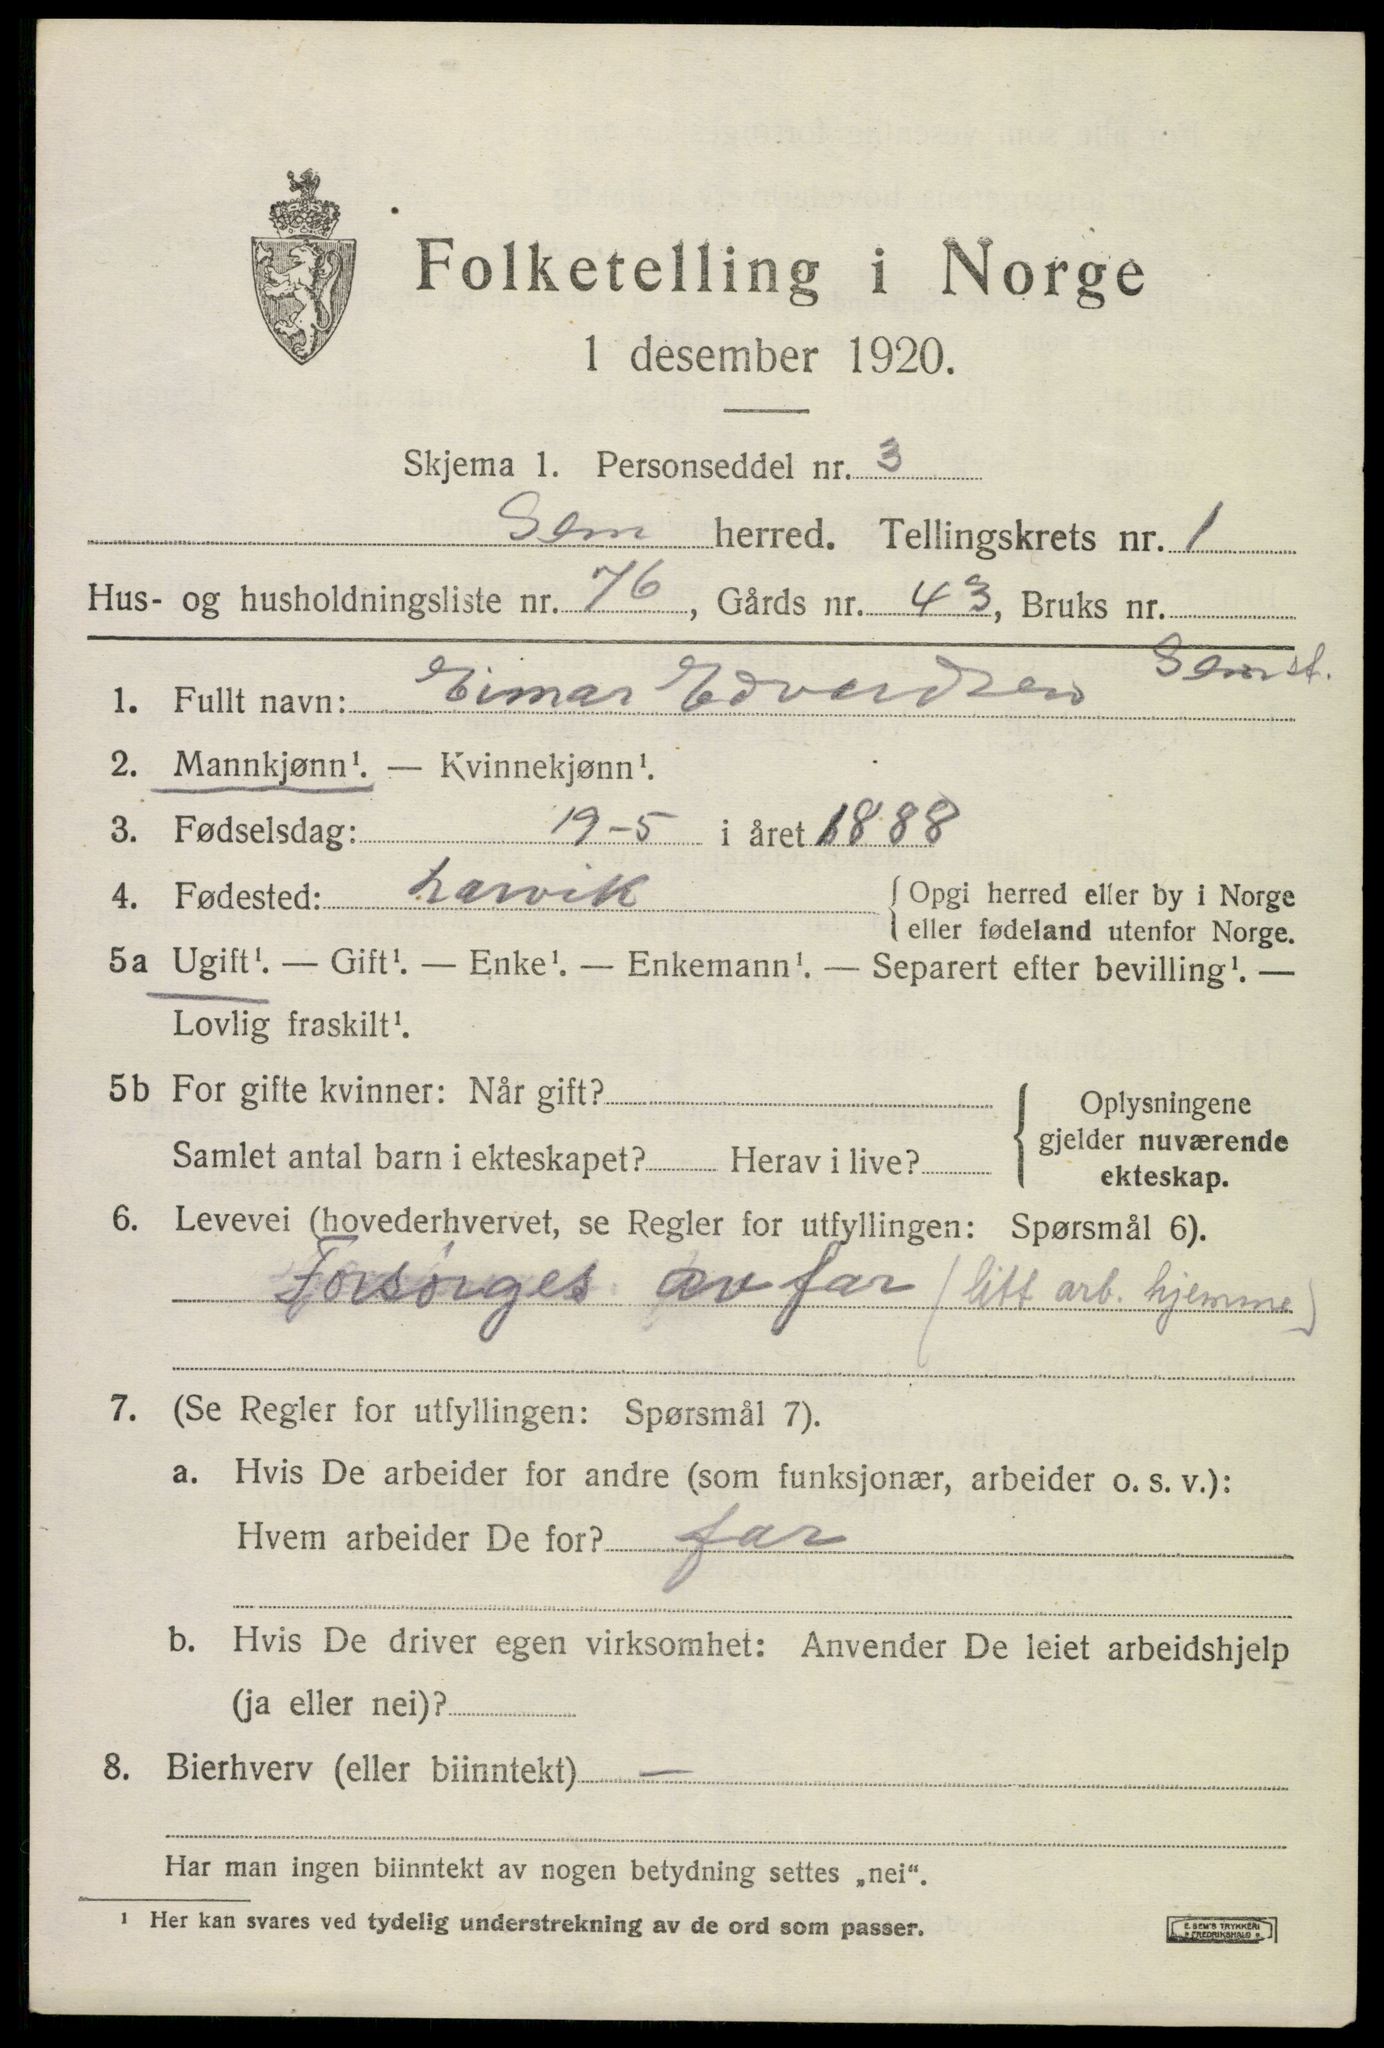 Folketelling i Norge
1 desember 1920.
Skjema 1. Personseddel nr. 3
Sem herred. Tellingskrets nr. 1
Hus- og husholdningsliste nr. 76, Gårds nr. 43, Bruks nr.
Semst.
1. Fullt navn: Eimar Edvardsen
2. Mannkjønn¹. — Kvinnekjønn¹.
3. Fødselsdag: 19-5 i året 1888
4. Fødested: Larvik { Opgi herred eller by i Norge
eller fødeland utenfor Norge.
5a Ugift¹. — Gift¹. — Enke¹. — Enkemann¹. — Separert efter bevilling¹. —
Lovlig fraskilt¹.
5b For gifte kvinner: Når gift? { Oplysningene
gjelder nuværende
Samlet antal barn i ekteskapet? Herav i live?
ekteskap.
6. Levevei (hovederhvervet, se Regler for utfyllingen: Spørsmål 6).
Forsørges av far (litt arb. hjemme)
7. (Se Regler for utfyllingen: Spørsmål 7).
a. Hvis De arbeider for andre (som funksjonær, arbeider o. s. v.):
Hvem arbeider De for? far
b. Hvis De driver egen virksomhet: Anvender De leiet arbeidshjelp
(ja eller nei)?
8. Bierhverv (eller biinntekt) —
Har man ingen biinntekt av nogen betydning settes „nei“.
¹ Her kan svares ved tydelig understrekning av de ord som passer.
E. SEM'S TRYKKERI
FREDRIKSHALD